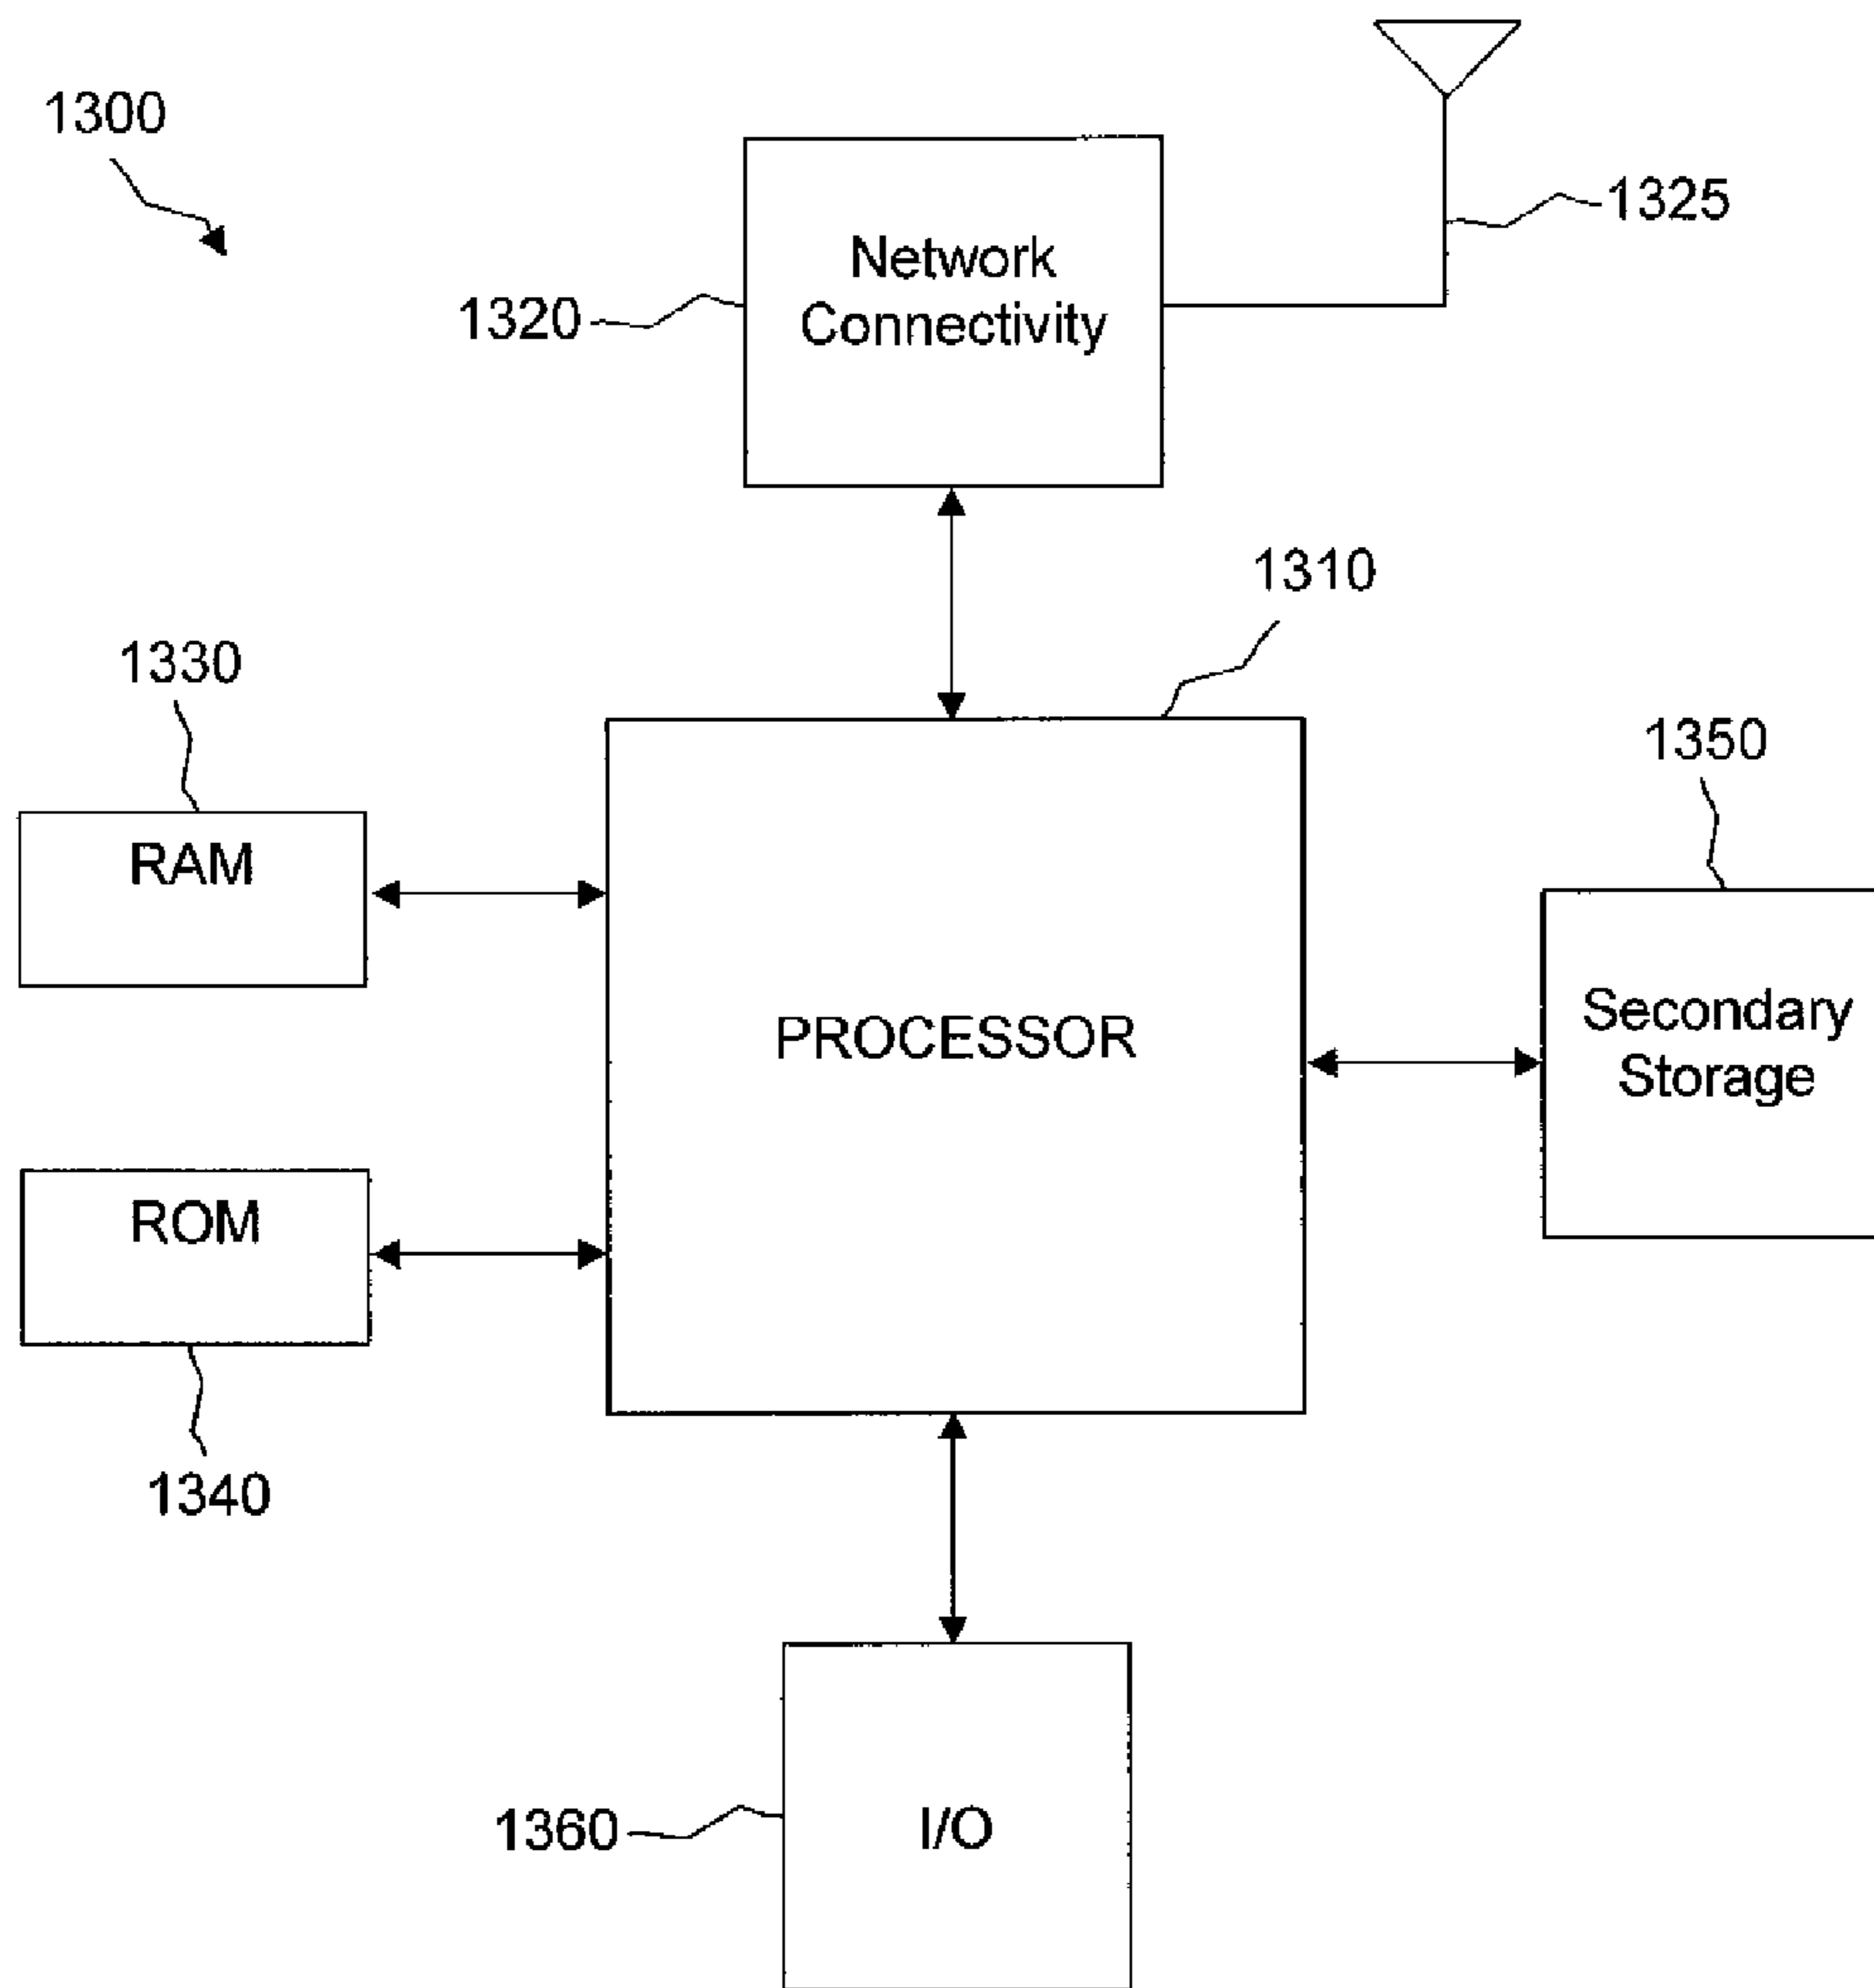 1300
1325
Network
Connectivity
1320
1310
1330
1350
RAM
PROCESSOR
Secondary
Storage
ROM
1340
1360
I/O